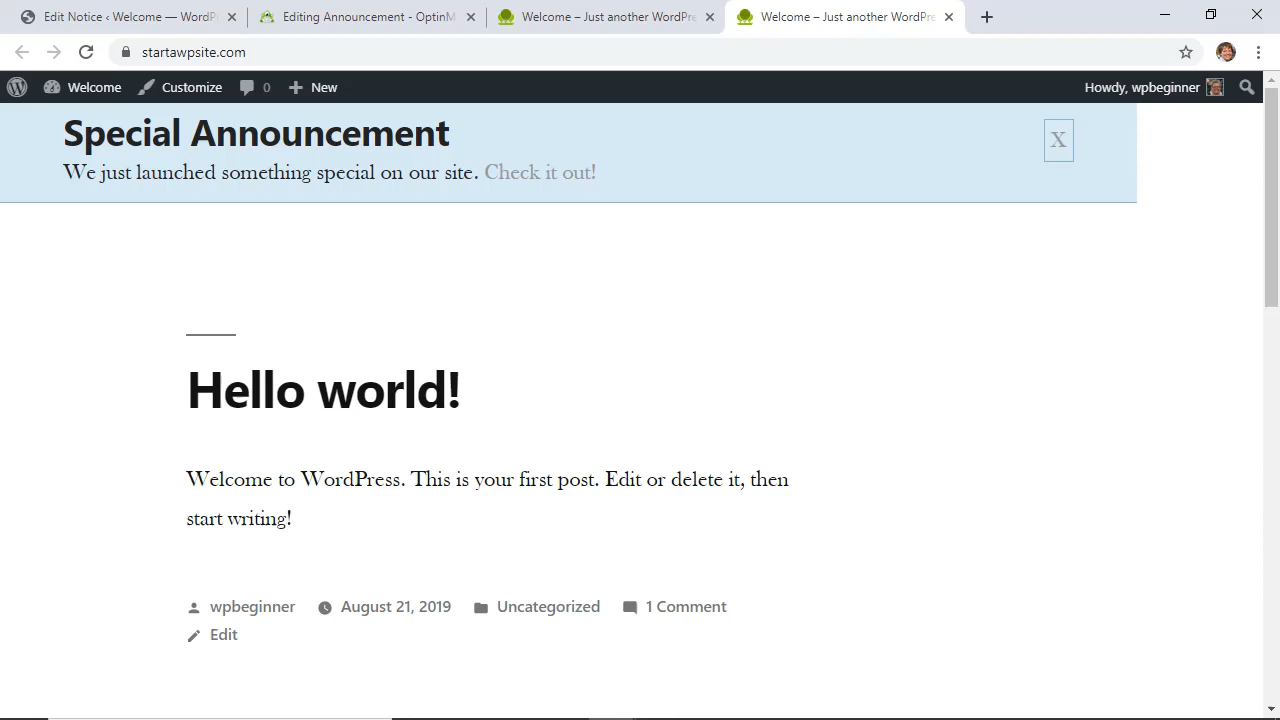 Edit Notice ‹ Welcome — WordP
Editing Announcement - OptinM
Welcome – Just another WordPre
Welcome – Just another WordPre
startawpsite.com
Welcome
Customize
0
New
Howdy, wpbeginner
Special Announcement
X
We just launched something special on our site. Check it out!
Hello world!
Welcome to WordPress. This is your first post. Edit or delete it, then
start writing!
wpbeginner
August 21, 2019
Uncategorized
1 Comment
Edit